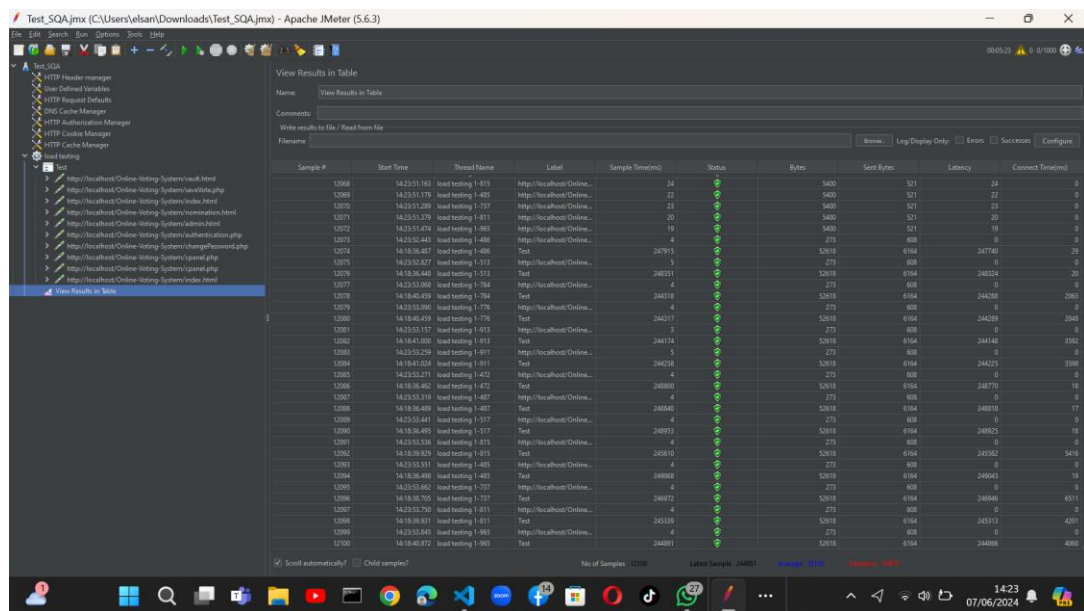 Test_SQA.jmx (C:\Users\elsan\Downloads\Test_SQA.jmx) - Apache JMeter (5.6.3)
File Edit Search Run Options Tools Help
00:05:23 0 0/1000
Test_SQA
HTTP Header manager
User Defined Variables
HTTP Request Defaults
DNS Cache Manager
HTTP Authorization Manager
HTTP Cookie Manager
HTTP Cache Manager
load testing
Test
http://localhost/Online-Voting-System/vault.html
http://localhost/Online-Voting-System/saveVote.php
http://localhost/Online-Voting-System/index.html
http://localhost/Online-Voting-System/nomination.html
http://localhost/Online-Voting-System/admin.html
http://localhost/Online-Voting-System/authentication.php
http://localhost/Online-Voting-System/changePassword.php
http://localhost/Online-Voting-System/cpanel.php
http://localhost/Online-Voting-System/cpanel.php
http://localhost/Online-Voting-System/index.html
View Results in Table
View Results in Table
Name: View Results in Table
Comments:
Write results to file / Read from file
Filename Browse... Log/Display Only: Errors Successes Configure
Sample # Start Time Thread Name Label Sample Time(ms) Status Bytes Sent Bytes Latency Connect Time(ms)
12068 14:23:51.163 load testing 1-815 http://localhost/Online... 24 5400 521 24 0
12069 14:23:51.179 load testing 1-485 http://localhost/Online... 22 5400 521 22 0
12070 14:23:51.289 load testing 1-737 http://localhost/Online... 23 5400 521 23 0
12071 14:23:51.379 load testing 1-811 http://localhost/Online... 20 5400 521 20 0
12072 14:23:51.474 load testing 1-965 http://localhost/Online... 19 5400 521 19 0
12073 14:23:52.443 load testing 1-486 http://localhost/Online... 4 273 608 0 0
12074 14:18:36.487 load testing 1-486 Test 247915 52618 6164 247740 29
12075 14:23:52.827 load testing 1-513 http://localhost/Online... 5 273 608 0 0
12076 14:18:36.448 load testing 1-513 Test 248351 52618 6164 248324 20
12077 14:23:53.068 load testing 1-784 http://localhost/Online... 4 273 608 0 0
12078 14:18:40.459 load testing 1-784 Test 244318 52618 6164 244288 2065
12079 14:23:53.090 load testing 1-776 http://localhost/Online... 4 273 608 0 0
12080 14:18:40.459 load testing 1-776 Test 244317 52618 6164 244289 2048
12081 14:23:53.157 load testing 1-913 http://localhost/Online... 3 273 608 0 0
12082 14:18:41.000 load testing 1-913 Test 244174 52618 6164 244148 3592
12083 14:23:53.259 load testing 1-911 http://localhost/Online... 5 273 608 0 0
12084 14:18:41.024 load testing 1-911 Test 244258 52618 6164 244225 3598
12085 14:23:53.271 load testing 1-472 http://localhost/Online... 4 273 608 0 0
12086 14:18:36.462 load testing 1-472 Test 248800 52618 6164 248770 18
12087 14:23:53.319 load testing 1-487 http://localhost/Online... 4 273 608 0 0
12088 14:18:36.489 load testing 1-487 Test 248840 52618 6164 248818 17
12089 14:23:53.441 load testing 1-517 http://localhost/Online... 4 273 608 0 0
12090 14:18:36.495 load testing 1-517 Test 248953 52618 6164 248925 18
12091 14:23:53.536 load testing 1-815 http://localhost/Online... 4 273 608 0 0
12092 14:18:39.929 load testing 1-815 Test 245610 52618 6164 245582 5416
12093 14:23:53.551 load testing 1-485 http://localhost/Online... 4 273 608 0 0
12094 14:18:36.498 load testing 1-485 Test 249068 52618 6164 249043 19
12095 14:23:53.662 load testing 1-737 http://localhost/Online... 4 273 608 0 0
12096 14:18:38.705 load testing 1-737 Test 246972 52618 6164 246946 6511
12097 14:23:53.750 load testing 1-811 http://localhost/Online... 4 273 608 0 0
12098 14:18:39.931 load testing 1-811 Test 245339 52618 6164 245313 4201
12099 14:23:53.845 load testing 1-965 http://localhost/Online... 4 273 608 0 0
12100 14:18:40.972 load testing 1-965 Test 244891 52618 6164 244866 4060
Scroll automatically? Child samples? No of Samples 12100 Latest Sample 244891 Average Deviation
zoom 14 27
14:23
07/06/2024
PRE